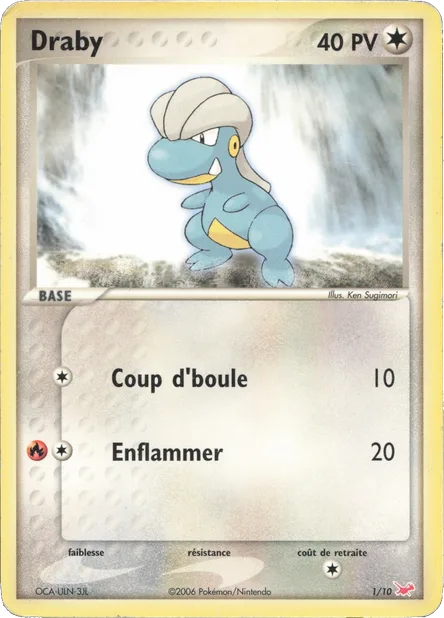 Draby 40 PV
BASE Illus. Ken Sugimori
Coup d'boule 10
Enflammer 20
faiblesse résistance coût de retraite
OCA-ULN-3JL ©2006 Pokémon/Nintendo 1/10